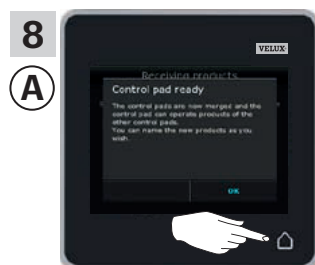 8
A
VELUX
Receiving products
Control pad ready
The control pads are now merged and the
control pad can operate products of the
other control pads.
You can name the new products as you
wish.
OK